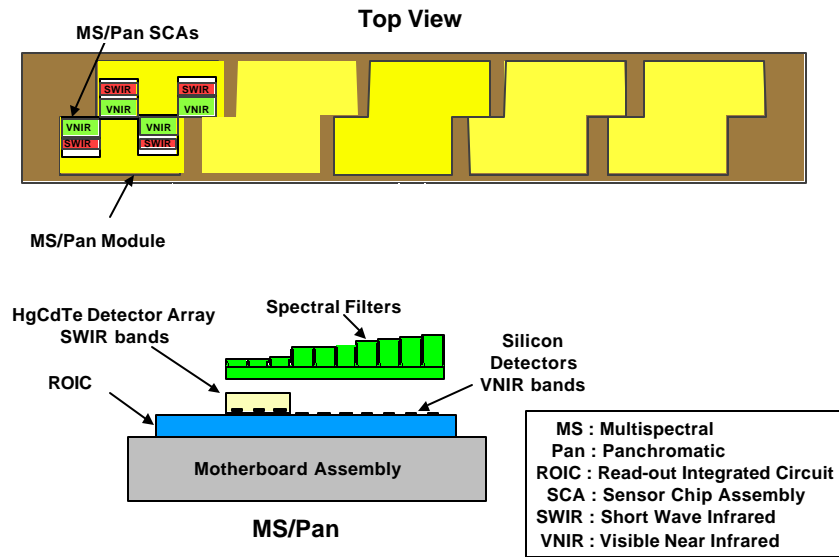 Top View
MS/Pan SCAs
SWIR
SWIR
VNIR
VNIR
VNIR
VNIR
SWIR
SWIR
MS/Pan Module
HgCdTe Detector Array
SWIR bands
Spectral Filters
Silicon
Detectors
VNIR bands
ROIC
Motherboard Assembly
MS/Pan
MS : Multispectral
Pan : Panchromatic
ROIC : Read-out Integrated Circuit
SCA : Sensor Chip Assembly
SWIR : Short Wave Infrared
VNIR : Visible Near Infrared